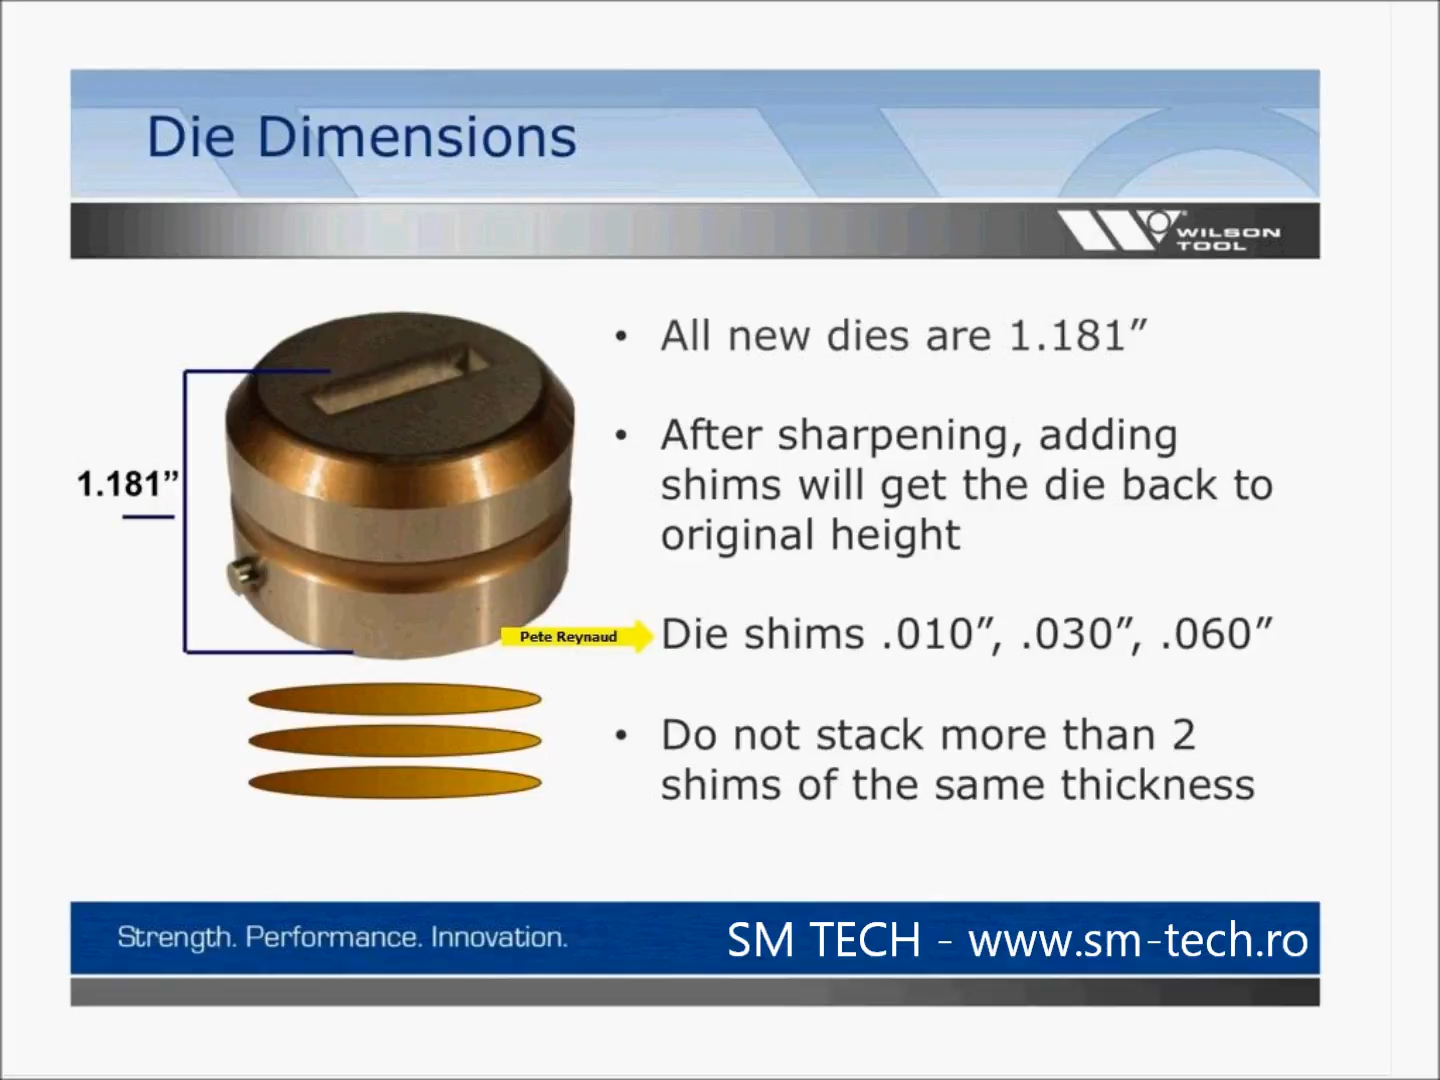 Die Dimensions
WILSON
TOOL
1.181”
• All new dies are 1.181”
• After sharpening, adding
shims will get the die back to
original height
Pete Reynaud
Die shims .010”, .030”, .060”
• Do not stack more than 2
shims of the same thickness
Strength. Performance. Innovation.
SM TECH - www.sm-tech.ro